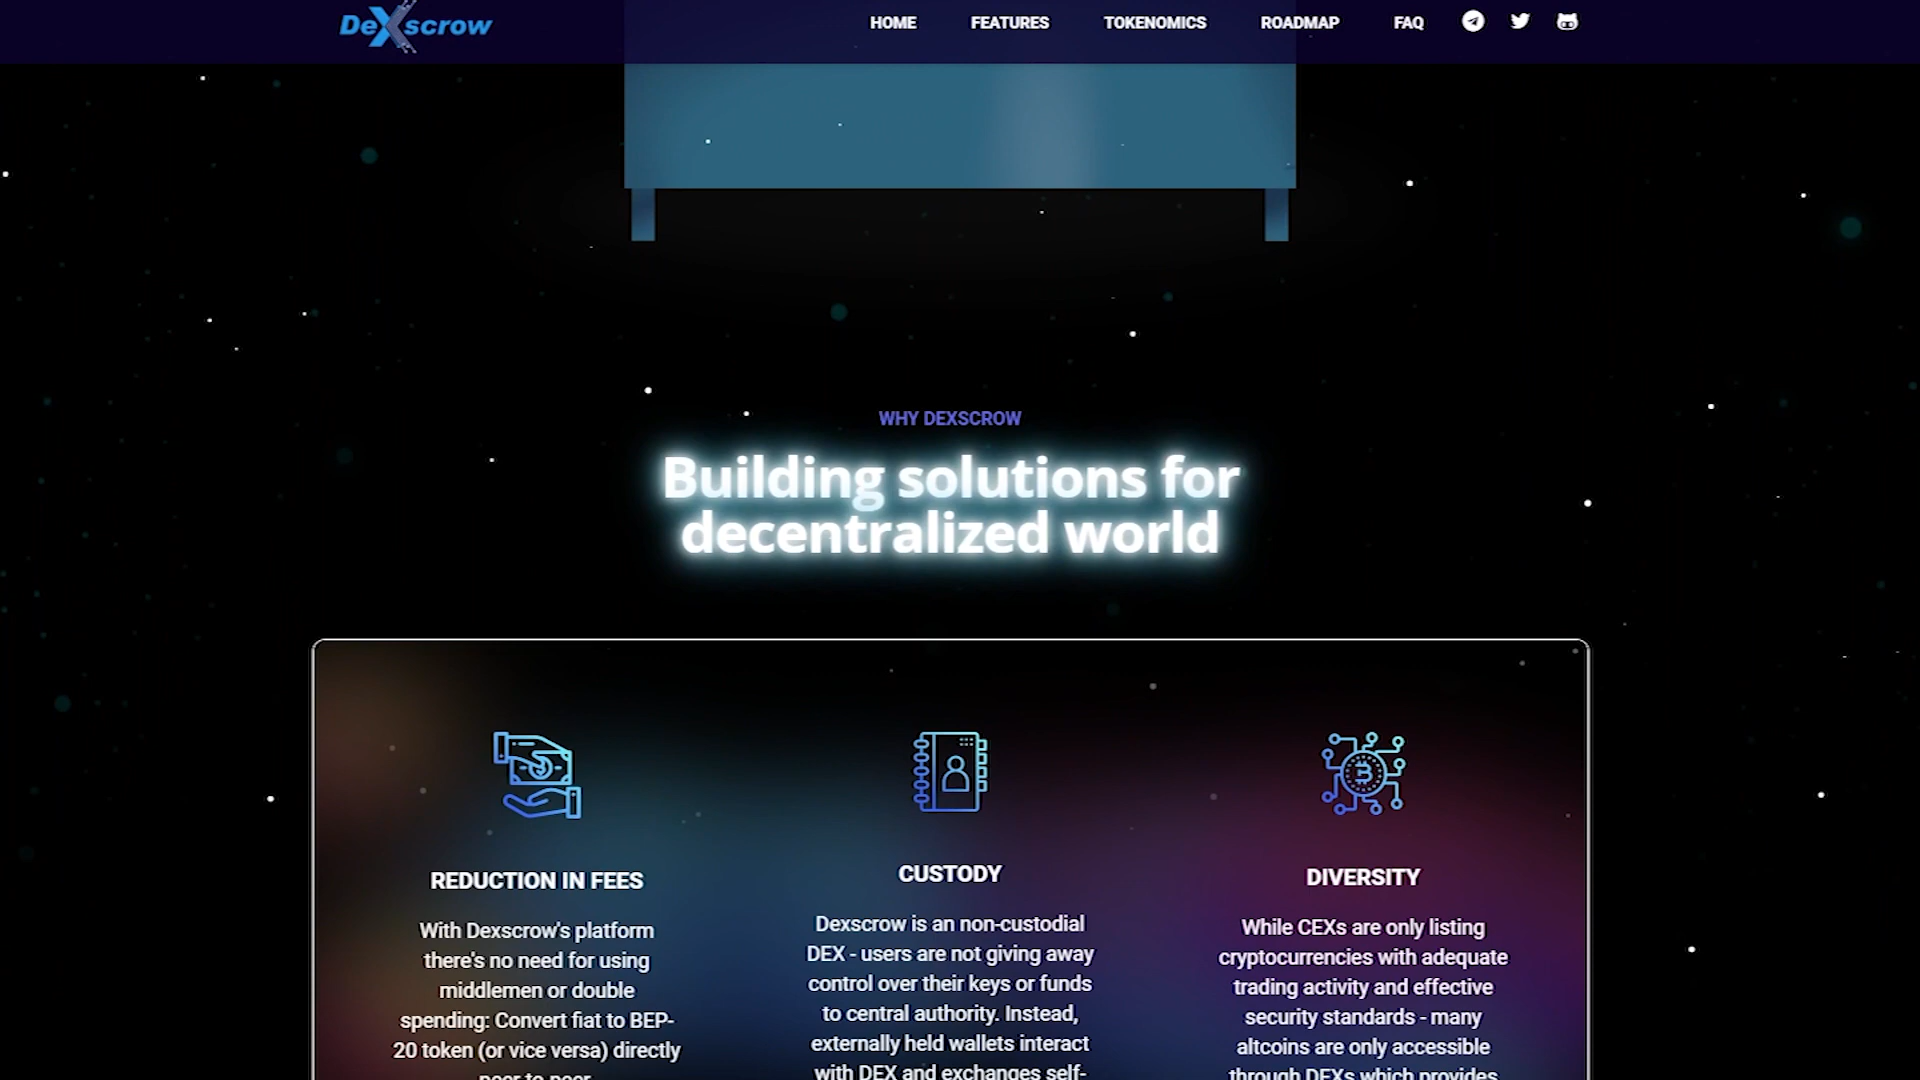 DeXscrow
HOME FEATURES TOKENOMICS ROADMAP FAQ
WHY DEXSCROW
Building solutions for
decentralized world
REDUCTION IN FEES
With Dexscrow's platform
there's no need for using
middlemen or double
spending: Convert fiat to BEP-
20 token (or vice versa) directly
peer to peer
CUSTODY
Dexscrow is an non-custodial
DEX - users are not giving away
control over their keys or funds
to central authority. Instead,
externally held wallets interact
with DEX and exchanges self-
DIVERSITY
While CEXs are only listing
cryptocurrencies with adequate
trading activity and effective
security standards - many
altcoins are only accessible
through DEXs which provides